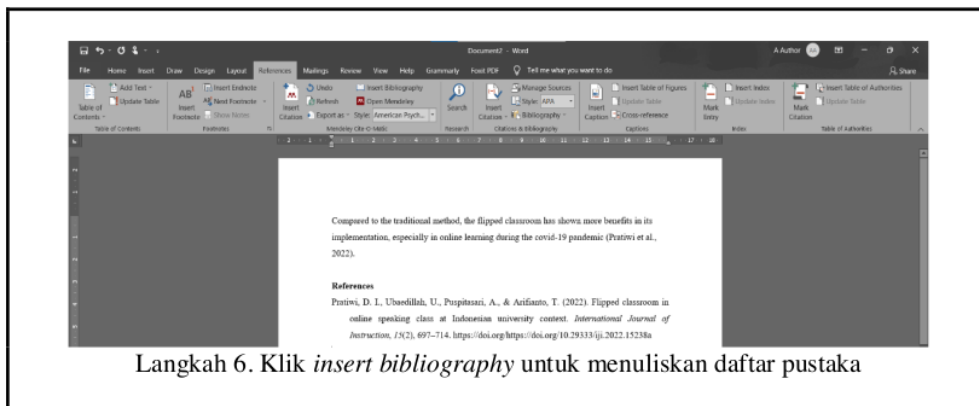 Document2 - Word
A Author AA
File Home Insert Draw Design Layout References Mailings Review View Help Grammarly Foxit PDF Tell me what you want to do Share
Table of Contents
Add Text
Update Table
Table of Contents
AB
Insert Footnote
Insert Endnote
Next Footnote
Show Notes
Footnotes
Insert Citation
Undo
Refresh
Export as
Insert Bibliography
Open Mendeley
Style: American Psych...
Mendeley Cite-O-Matic
Search
Research
Insert Citation
Manage Sources
Style: APA
Bibliography
Citations & Bibliography
Insert Caption
Insert Table of Figures
Update Table
Cross-reference
Captions
Mark Entry
Insert Index
Update Index
Index
Mark Citation
Insert Table of Authorities
Update Table
Table of Authorities
Compared to the traditional method, the flipped classroom has shown more benefits in its
implementation, especially in online learning during the covid-19 pandemic (Pratiwi et al.,
2022).
References
Pratiwi, D. I., Ubaedillah, U., Puspitasari, A., & Arifianto, T. (2022). Flipped classroom in
online speaking class at Indonesian university context. International Journal of
Instruction, 15(2), 697–714. https://doi.org/https://doi.org/10.29333/iji.2022.15238a
Langkah 6. Klik insert bibliography untuk menuliskan daftar pustaka